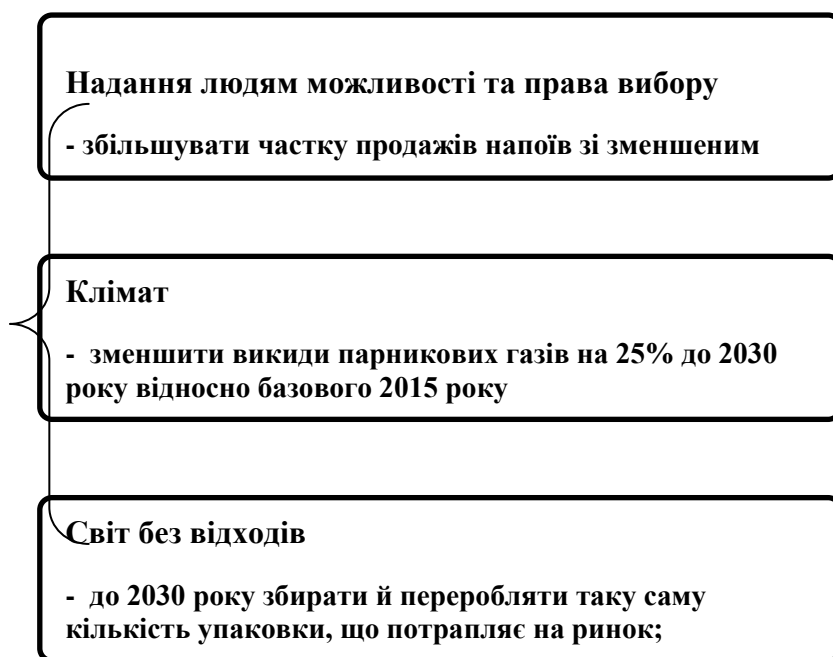 Надання людям можливості та права вибору
- збільшувати частку продажів напоїв зі зменшеним
Клімат
- зменшити викиди парникових газів на 25% до 2030
року відносно базового 2015 року
Світ без відходів
- до 2030 року збирати й переробляти таку саму
кількість упаковки, що потрапляє на ринок;